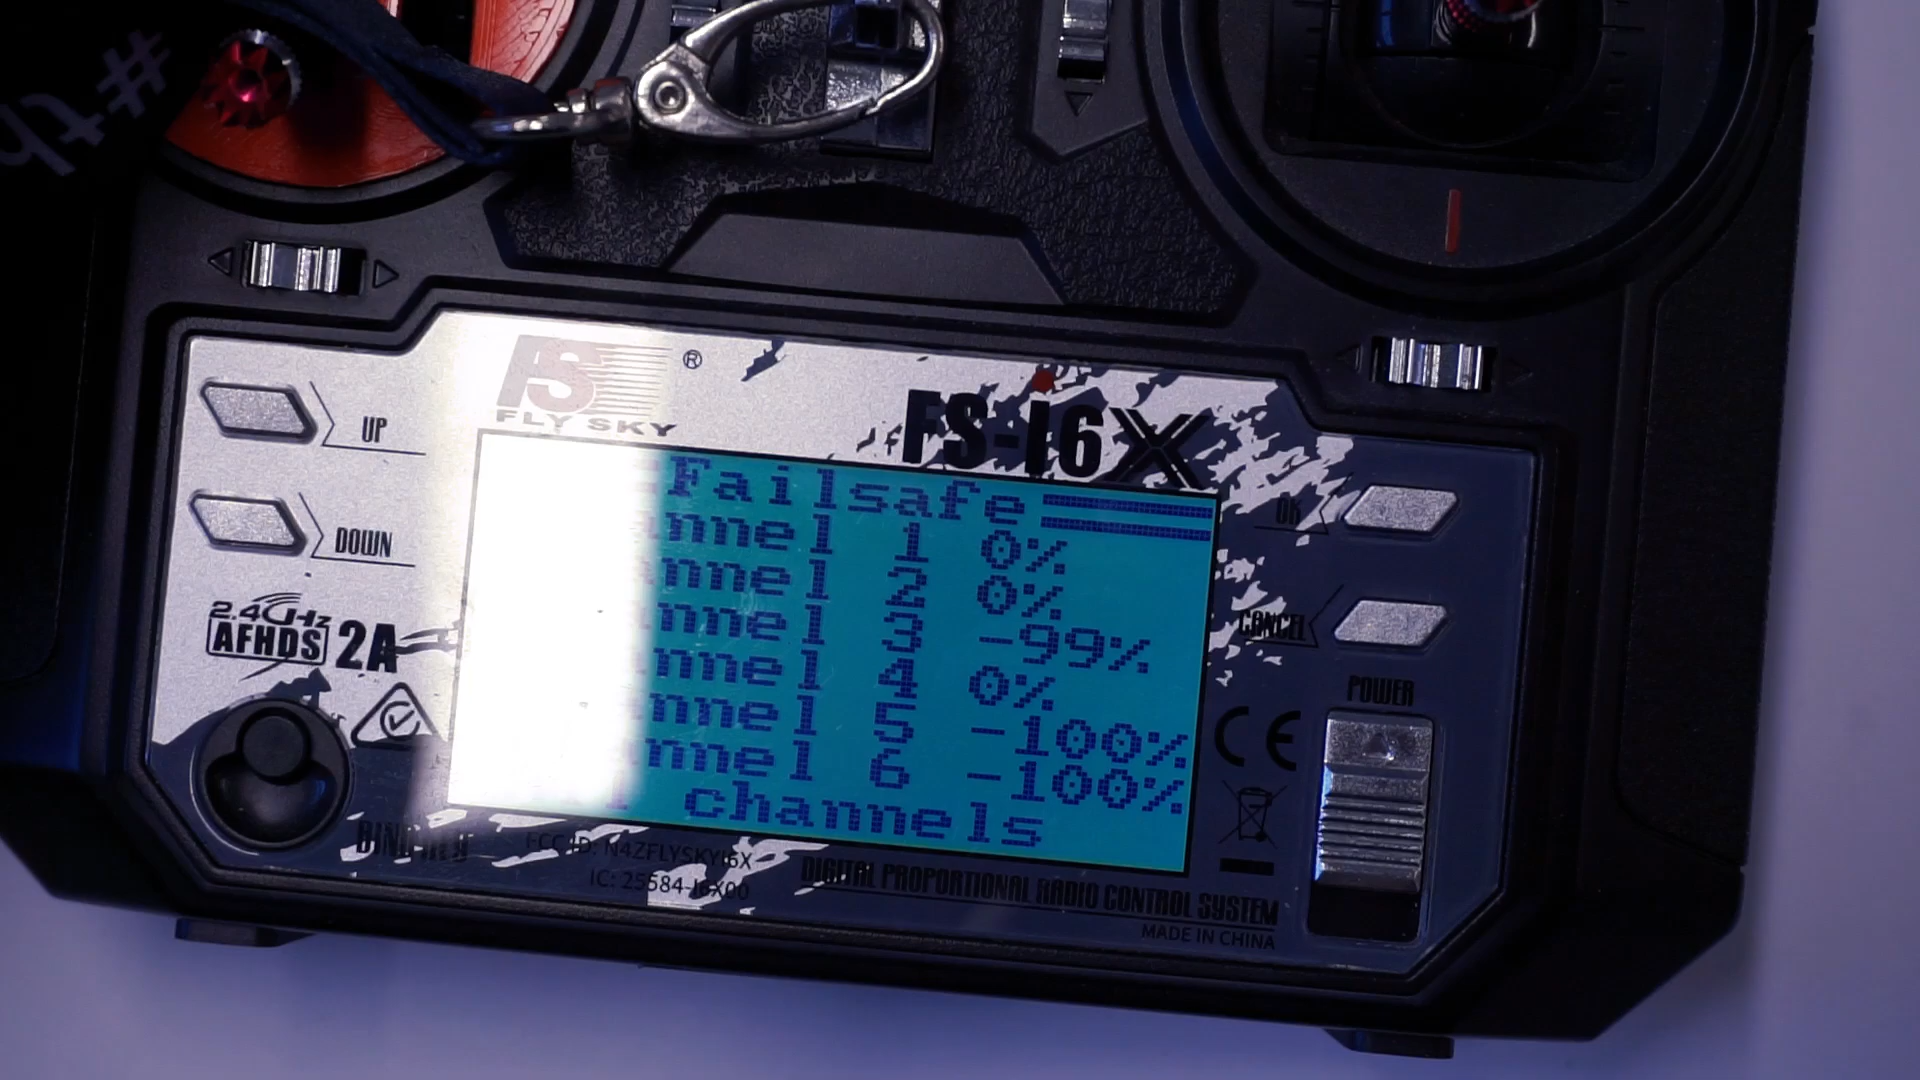 #tb
FS ®
FLY SKY
FS-i6X
UP
DOWN
OK
CANCEL
POWER
Failsafe
nnel 1 0%
nnel 2 0%
nnel 3 -99%
nnel 4 0%
nnel 5 -100%
nnel 6 -100%
channels
2.4GHz
AFHDS 2A
CE
FCC ID: N4ZFLYSKYI6X
IC: 25584-I6X00
DIGITAL PROPORTIONAL RADIO CONTROL SYSTEM
MADE IN CHINA